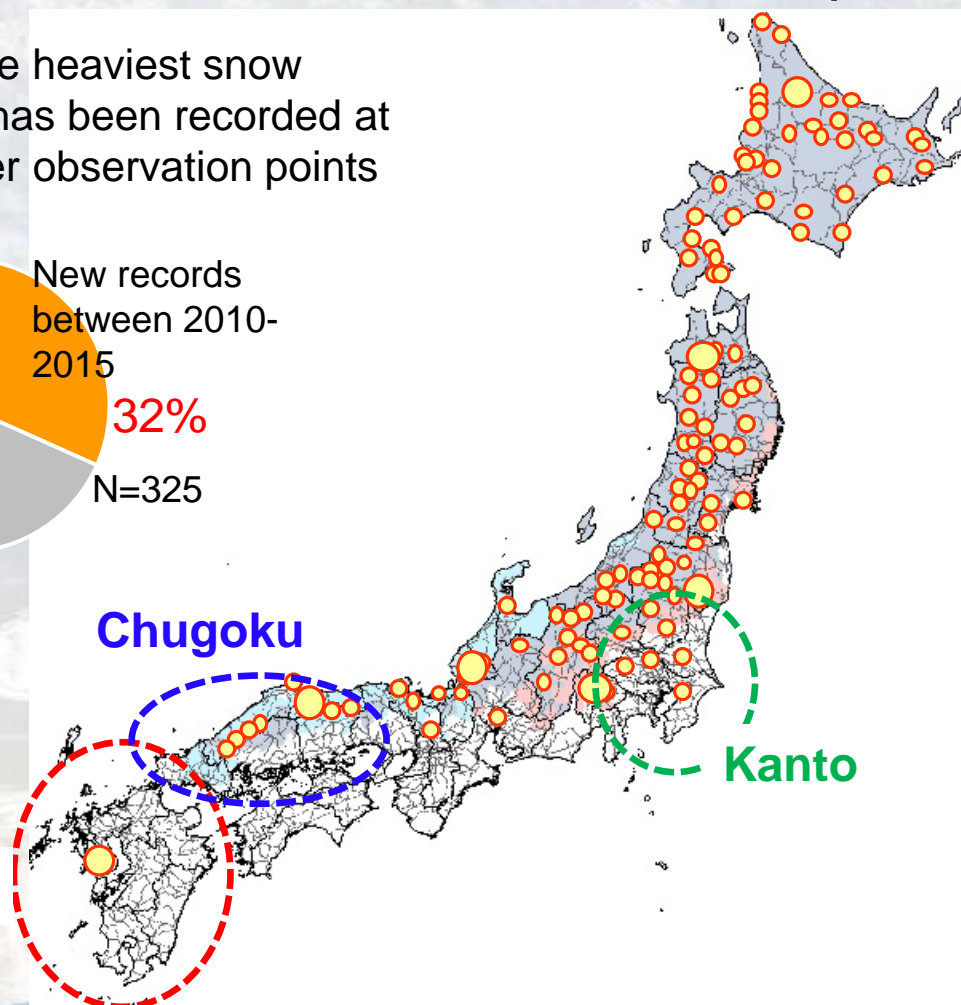 e heaviest snow
has been recorded at
er observation points
New records
between 2010-
2015
32%
N=325
Chugoku
Kanto